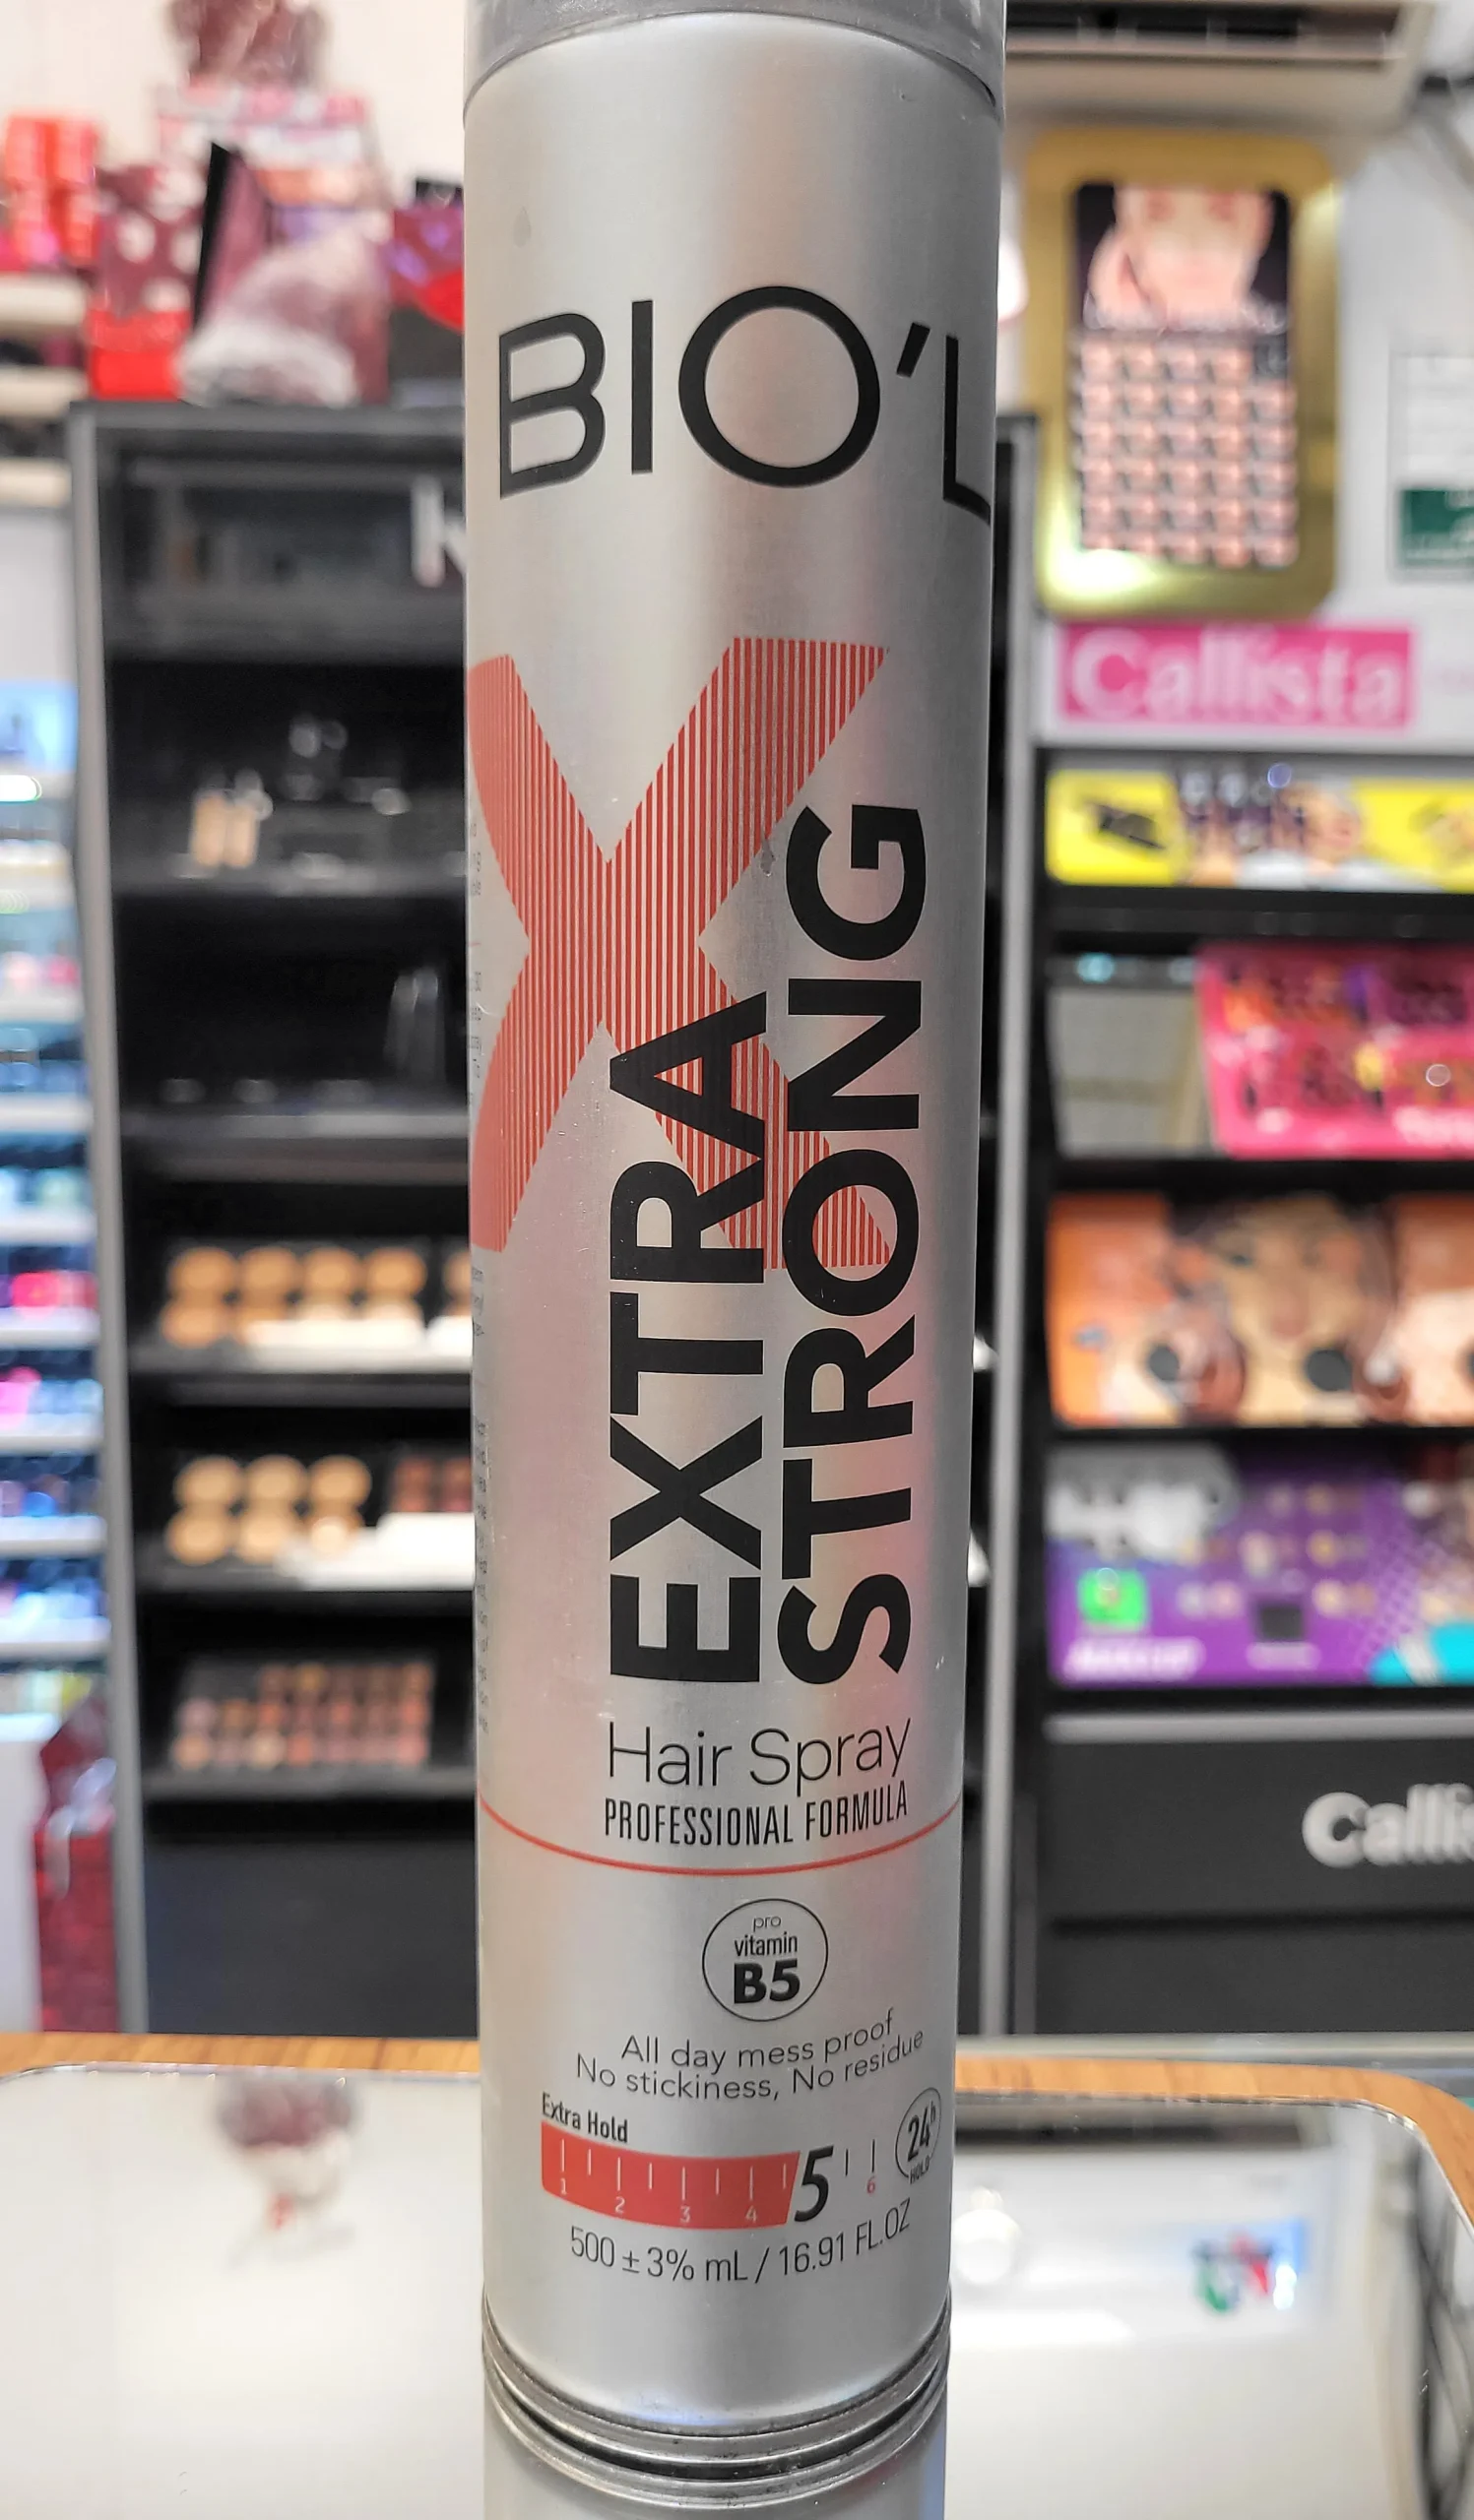 BIO'L
EXTRA
STRONG
Hair Spray
PROFESSIONAL FORMULA
pro
vitamin
B5
All day mess proof
No stickiness, No residue
Extra Hold
24h
HOLD
1 2 3 4 5 6
500 ± 3% mL / 16.91 FL.OZ
Callista